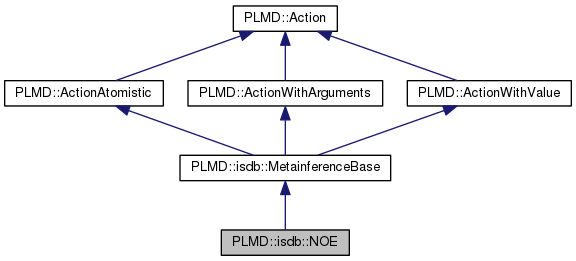 PLMD::Action
PLMD::ActionAtomistic
PLMD::ActionWithArguments
PLMD::ActionWithValue
PLMD::isdb::MetainferenceBase
PLMD::isdb::NOE